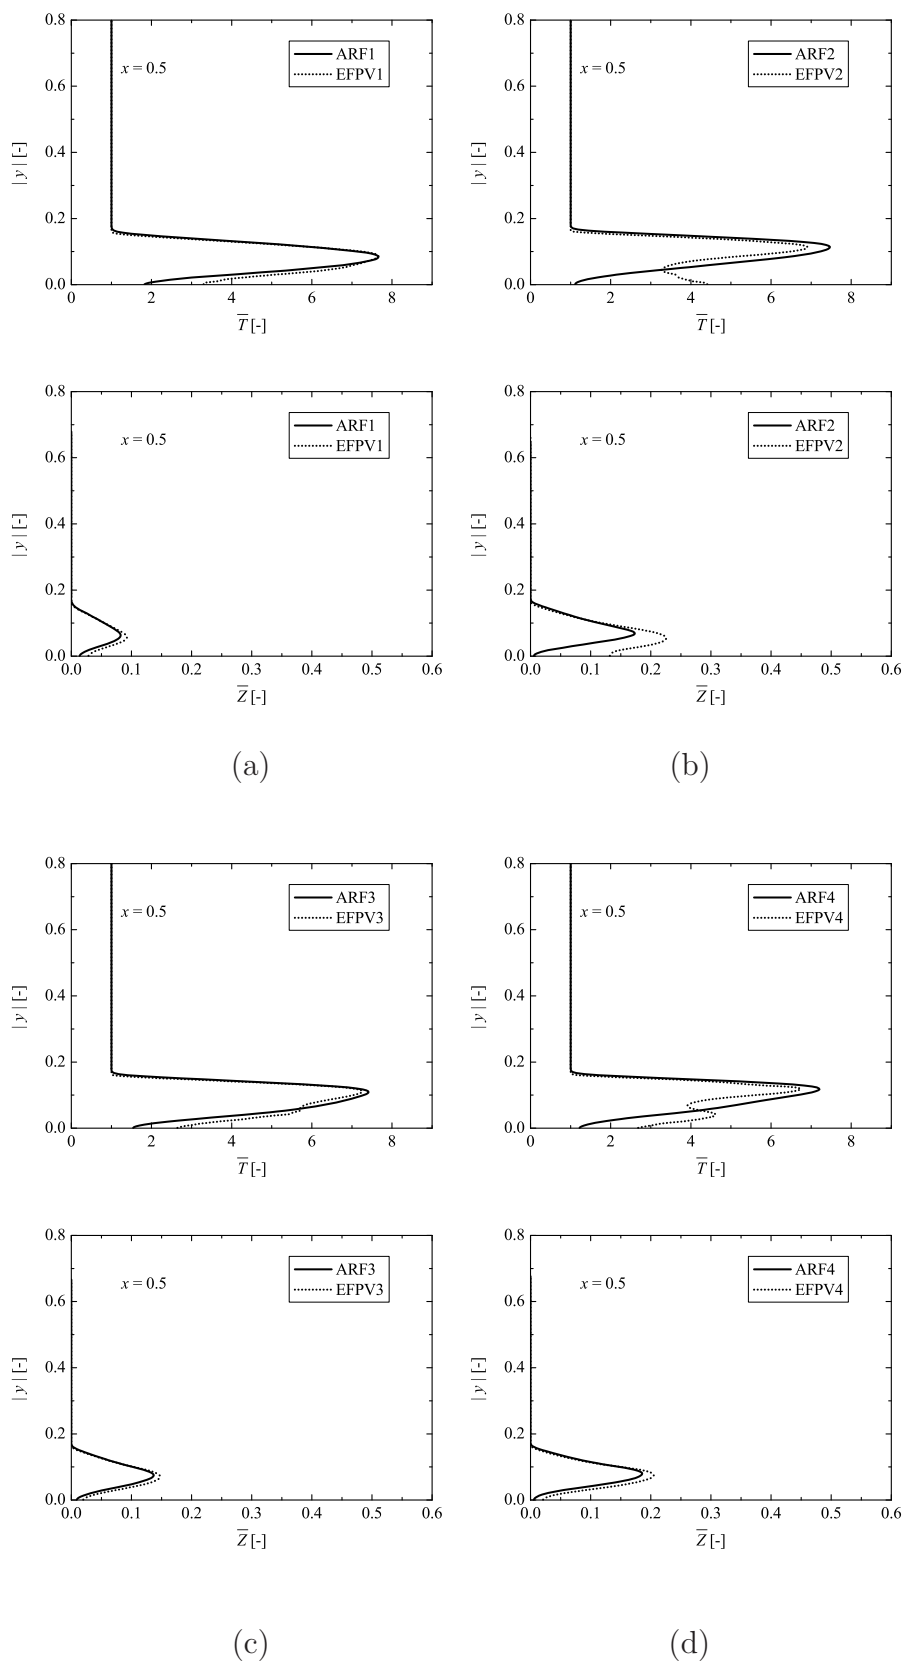 0.8
0.6
0.4
0.2
0.0
| y | [-]
x = 0.5
ARF1
EFPV1
0 2 4 6 8
T [-]
0.8
0.6
0.4
0.2
0.0
| y | [-]
x = 0.5
ARF2
EFPV2
0 2 4 6 8
T [-]
0.8
0.6
0.4
0.2
0.0
| y | [-]
x = 0.5
ARF1
EFPV1
0.0 0.1 0.2 0.3 0.4 0.5 0.6
Z [-]
(a)
0.8
0.6
0.4
0.2
0.0
| y | [-]
x = 0.5
ARF2
EFPV2
0.0 0.1 0.2 0.3 0.4 0.5 0.6
Z [-]
(b)
0.8
0.6
0.4
0.2
0.0
| y | [-]
x = 0.5
ARF3
EFPV3
0 2 4 6 8
T [-]
0.8
0.6
0.4
0.2
0.0
| y | [-]
x = 0.5
ARF4
EFPV4
0 2 4 6 8
T [-]
0.8
0.6
0.4
0.2
0.0
| y | [-]
x = 0.5
ARF3
EFPV3
0.0 0.1 0.2 0.3 0.4 0.5 0.6
Z [-]
(c)
0.8
0.6
0.4
0.2
0.0
| y | [-]
x = 0.5
ARF4
EFPV4
0.0 0.1 0.2 0.3 0.4 0.5 0.6
Z [-]
(d)